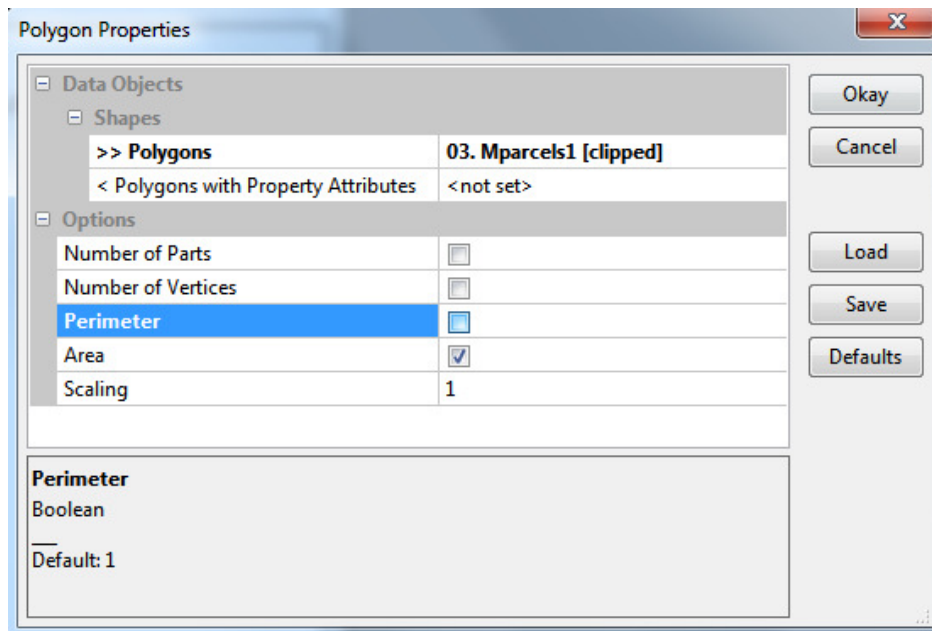 Polygon Properties
Data Objects
Shapes
>> Polygons 03. Mparcels1 [clipped]
< Polygons with Property Attributes <not set>
Options
Number of Parts
Number of Vertices
Perimeter
Area
Scaling 1
Okay
Cancel
Load
Save
Defaults
Perimeter
Boolean
__
Default: 1